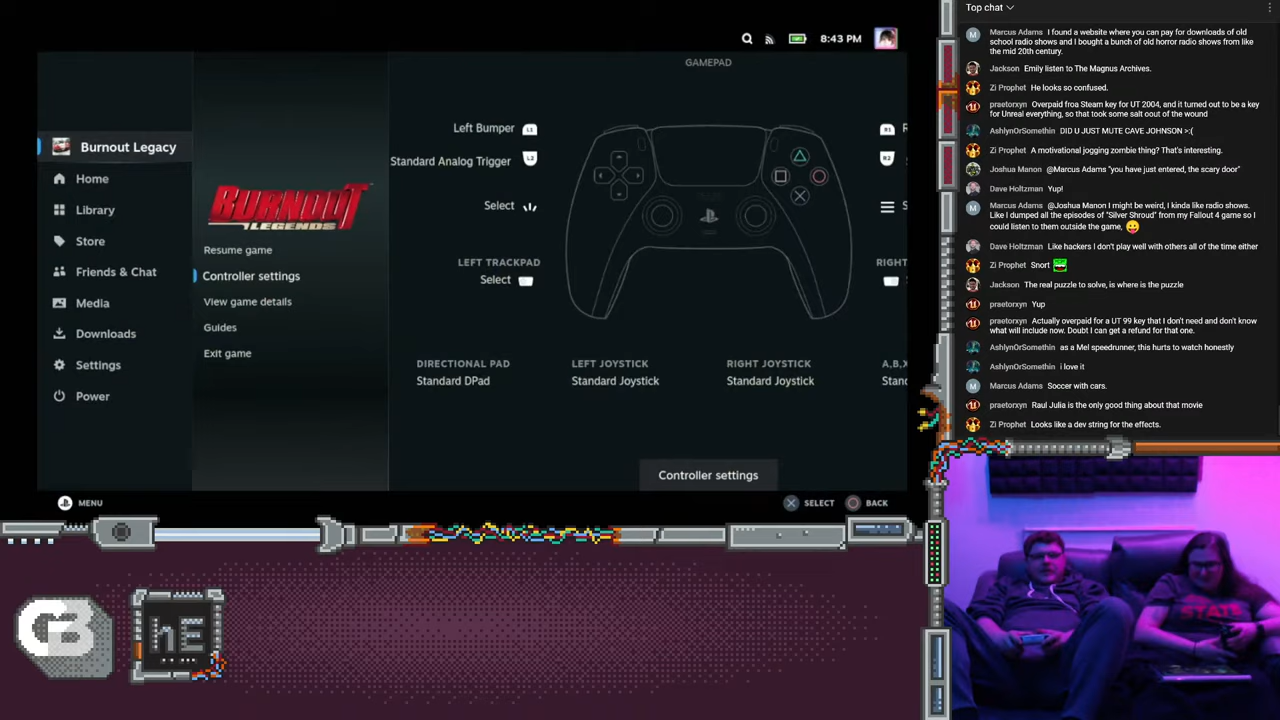 Top chat
8:43 PM
GAMEPAD
Burnout Legacy
Home
Library
Store
Friends & Chat
Media
Downloads
Settings
Power
BURNOUT
LEGENDS
Resume game
Controller settings
View game details
Guides
Exit game
Left Bumper L1
Standard Analog Trigger L2
Select
LEFT TRACKPAD
Select
R1
R2
RIGHT
DIRECTIONAL PAD
Standard DPad
LEFT JOYSTICK
Standard Joystick
RIGHT JOYSTICK
Standard Joystick
A,B,X
Stand
Controller settings
MENU
SELECT
BACK
M Marcus Adams I found a website where you can pay for downloads of old
school radio shows and I bought a bunch of old horror radio shows from like
the mid 20th century.
Jackson Emily listen to The Magnus Archives.
Zi Prophet He looks so confused.
praetorxyn Overpaid froa Steam key for UT 2004, and it turned out to be a key
for Unreal everything, so that took some salt oout of the wound
AshlynOrSomethin DID U JUST MUTE CAVE JOHNSON >:(
Zi Prophet A motivational jogging zombie thing? That's interesting.
Joshua Manon @Marcus Adams "you have just entered, the scary door"
Dave Holtzman Yup!
M Marcus Adams @Joshua Manon I might be weird, I kinda like radio shows.
Like I dumped all the episodes of "Silver Shroud" from my Fallout 4 game so I
could listen to them outside the game,
Dave Holtzman Like hackers I don't play well with others all of the time either
Zi Prophet Snort
Jackson The real puzzle to solve, is where is the puzzle
praetorxyn Yup
praetorxyn Actually overpaid for a UT 99 key that I don't need and don't know
what will include now. Doubt I can get a refund for that one.
AshlynOrSomethin as a Mel speedrunner, this hurts to watch honestly
AshlynOrSomethin i love it
M Marcus Adams Soccer with cars.
praetorxyn Raul Julia is the only good thing about that movie
Zi Prophet Looks like a dev string for the effects.
STATE
GB
hE